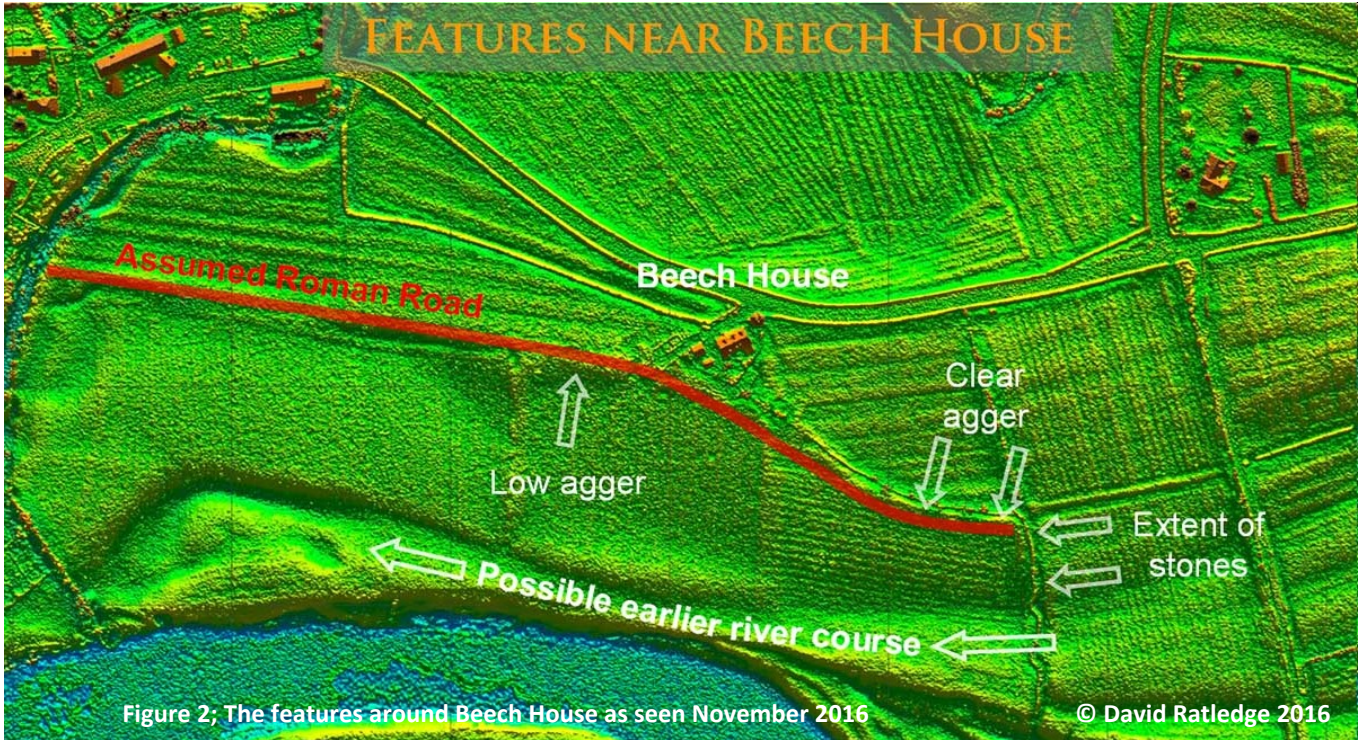 FEATURES NEAR BEECH HOUSE
Assumed Roman Road
Beech House
Clear
agger
Low agger
Extent of
stones
Possible earlier river course
Figure 2; The features around Beech House as seen November 2016
© David Ratledge 2016